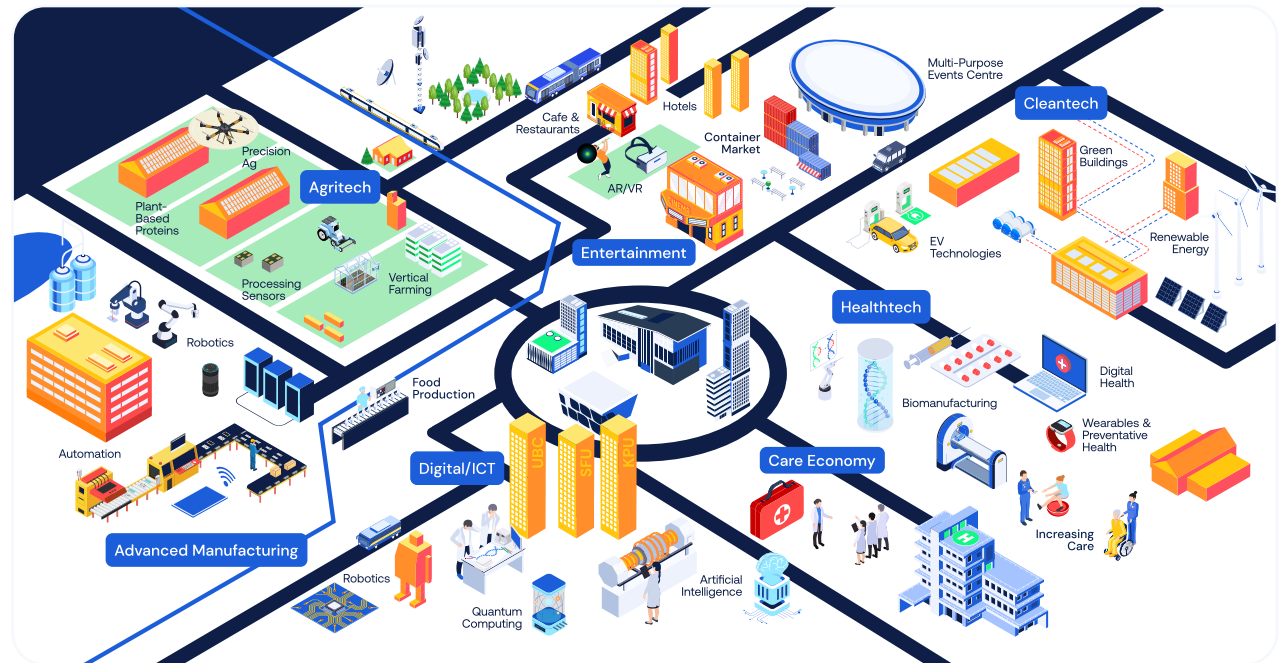 Multi-Purpose
Events Centre
Cleantech
Hotels
Cafe &
Restaurants
Container
Market
Precision
Ag
Agritech
AR/VR
CINEMA
Green
Buildings
Plant-
Based
Proteins
EV
Technologies
Renewable
Energy
Entertainment
Processing
Sensors
Vertical
Farming
Healthtech
Robotics
Food
Production
Digital
Health
Biomanufacturing
Wearables &
Preventative
Health
Automation
Digital/ICT
UBC
SFU
KPU
Care Economy
Advanced Manufacturing
Increasing
Care
H
Robotics
Quantum
Computing
Artificial
Intelligence